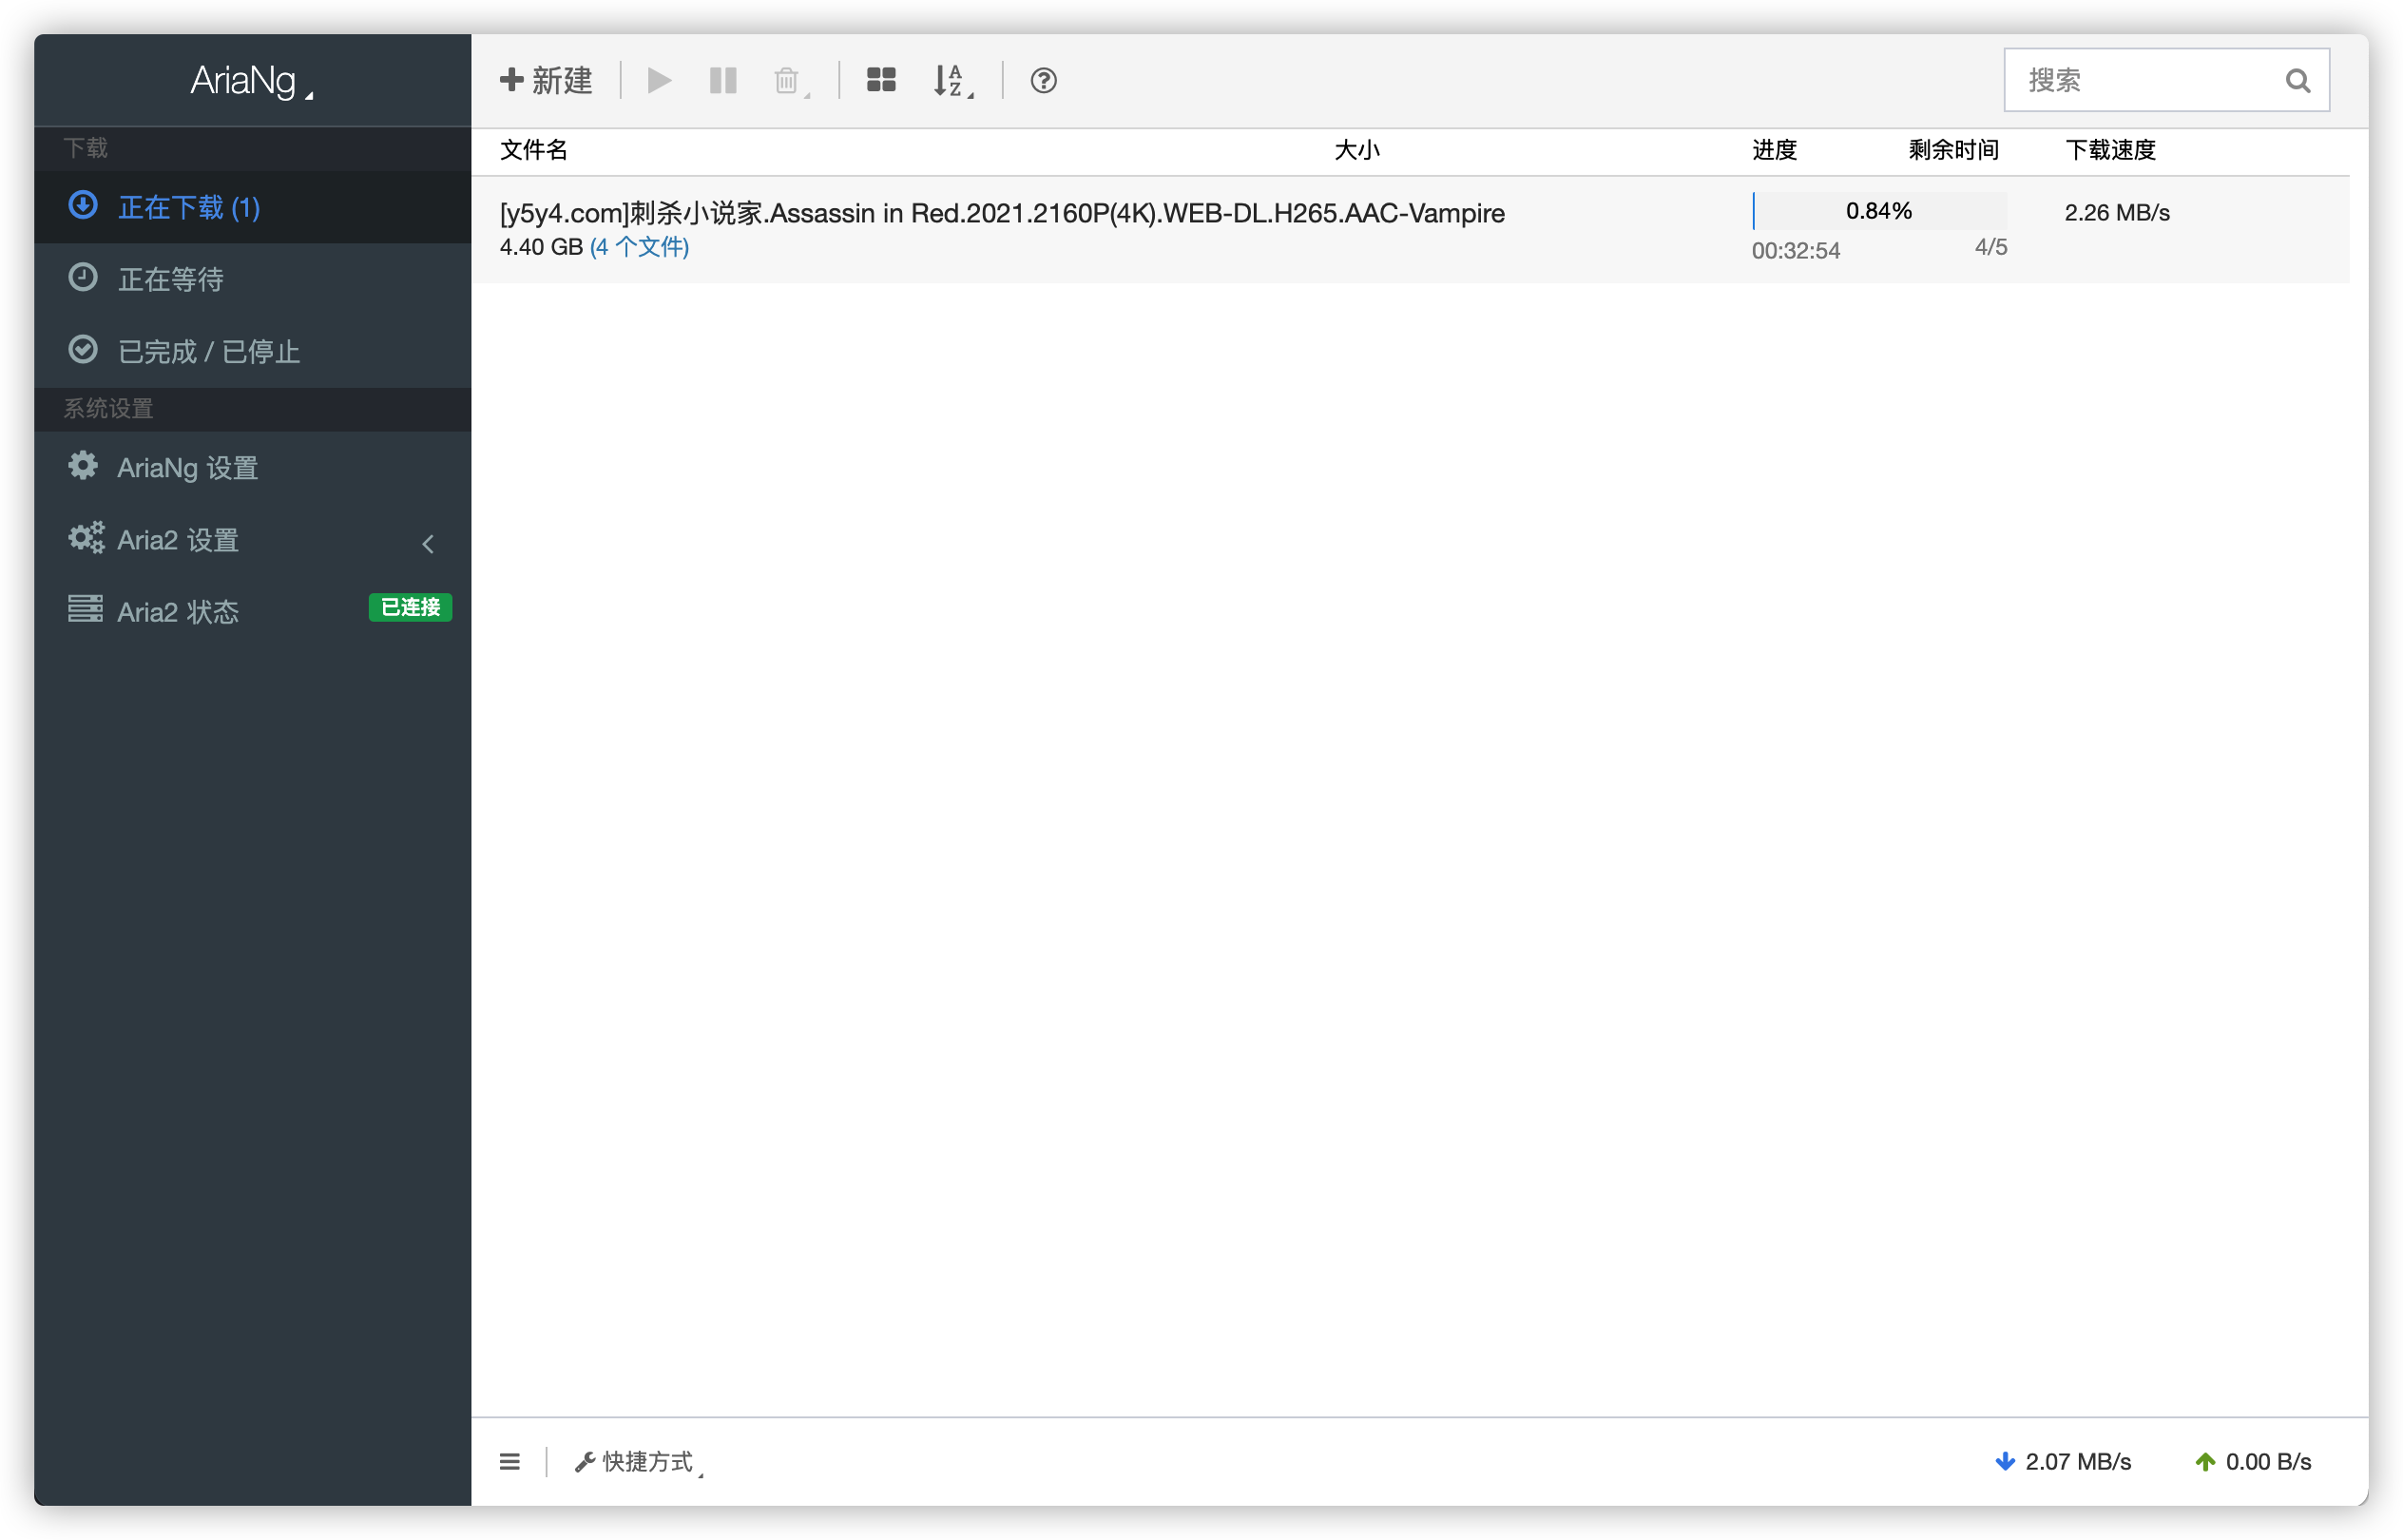 AriaNg
新建
搜索
下载
正在下载 (1)
正在等待
已完成 / 已停止
系统设置
AriaNg 设置
Aria2 设置
Aria2 状态 已连接
文件名 大小 进度 剩余时间 下载速度
[y5y4.com]刺杀小说家.Assassin in Red.2021.2160P(4K).WEB-DL.H265.AAC-Vampire 0.84% 2.26 MB/s
4.40 GB (4 个文件) 00:32:54 4/5
快捷方式 2.07 MB/s 0.00 B/s